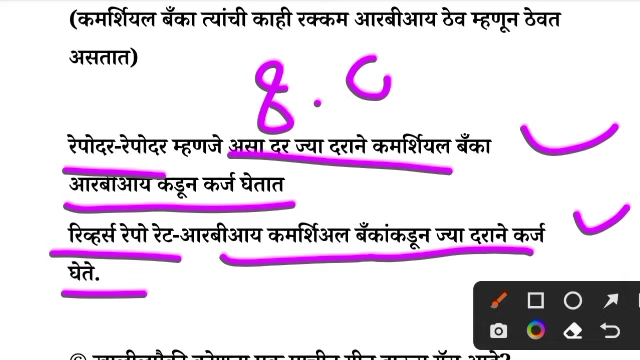 (कमर्शियल बँका त्यांची काही रक्कम आरबीआय ठेव म्हणून ठेवत
असतात)
8.0
रेपोदर-रेपोदर म्हणजे असा दर ज्या दराने कमर्शियल बँका
आरबीआय कडून कर्ज घेतात
रिव्हर्स रेपो रेट-आरबीआय कमर्शिअल बँकांकडून ज्या दराने कर्ज
घेते.